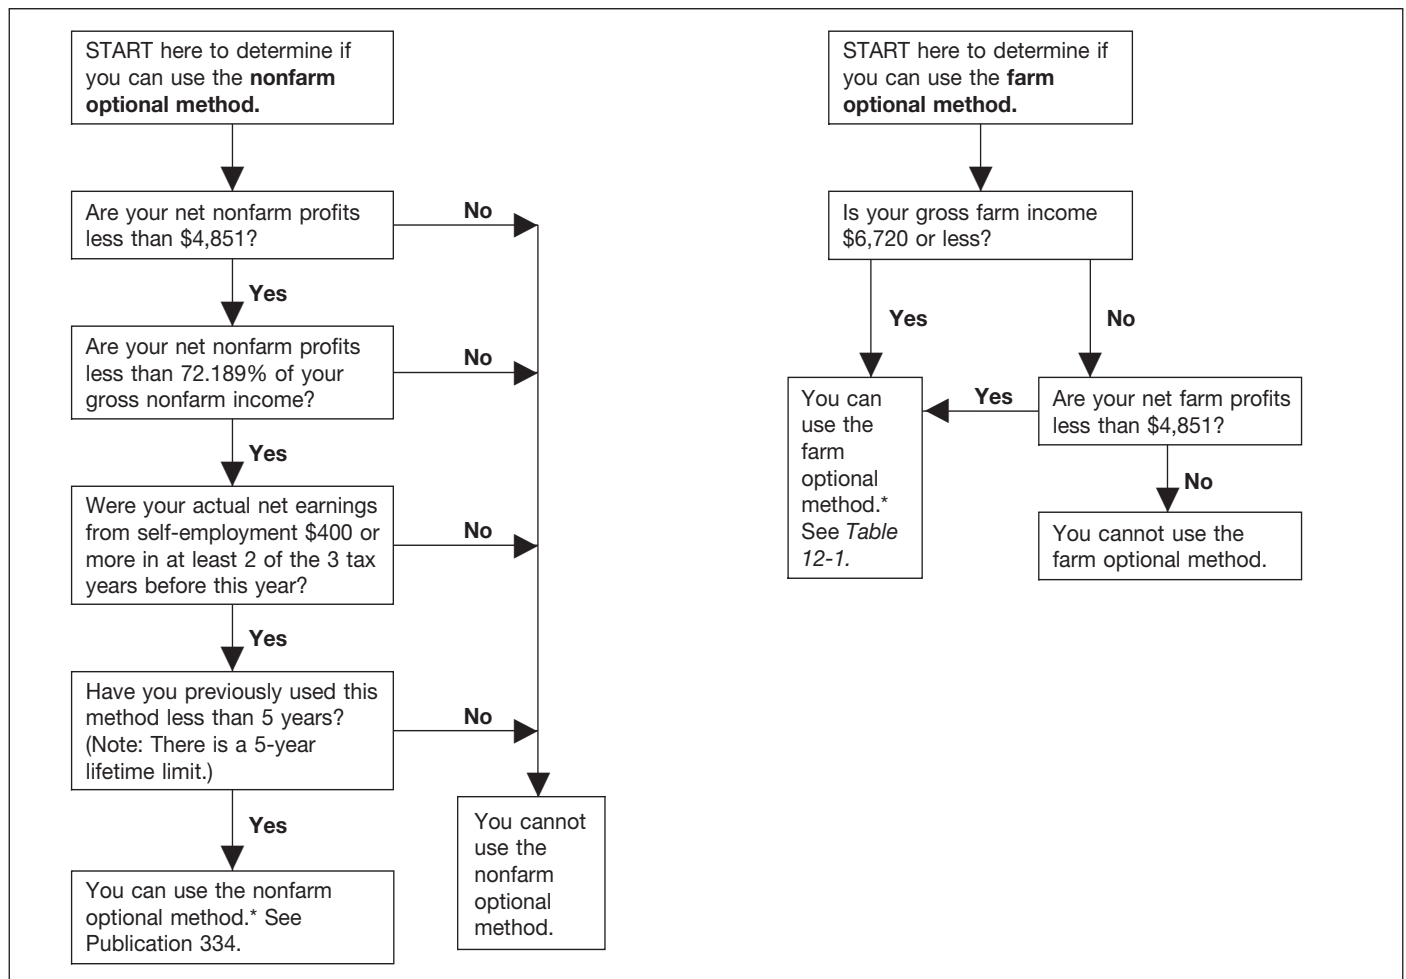 START here to determine if
you can use the nonfarm
optional method.
Are your net nonfarm profits
less than $4,851?
No
Yes
Are your net nonfarm profits
less than 72.189% of your
gross nonfarm income?
No
Yes
Were your actual net earnings
from self-employment $400 or
more in at least 2 of the 3 tax
years before this year?
No
Yes
Have you previously used this
method less than 5 years?
(Note: There is a 5-year
lifetime limit.)
No
Yes
You can use the nonfarm
optional method.* See
Publication 334.
You cannot
use the
nonfarm
optional
method.
START here to determine if
you can use the farm
optional method.
Is your gross farm income
$6,720 or less?
Yes
No
You can
use the
farm
optional
method.*
See Table
12-1.
Yes
Are your net farm profits
less than $4,851?
No
You cannot use the
farm optional method.